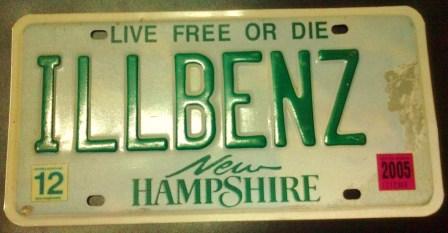 LIVE FREE OR DIE
ILLBENZ
12
2005
New
HAMPSHIRE